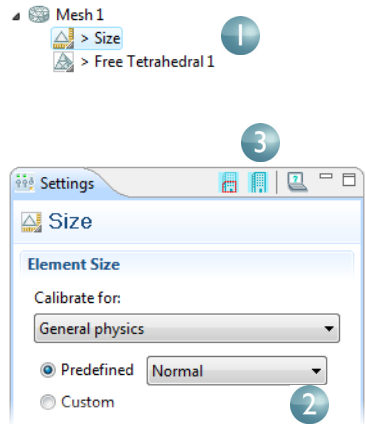 Mesh 1
> Size
1
> Free Tetrahedral 1
3
Settings
?
Size
Element Size
Calibrate for:
General physics
Predefined Normal
Custom
2